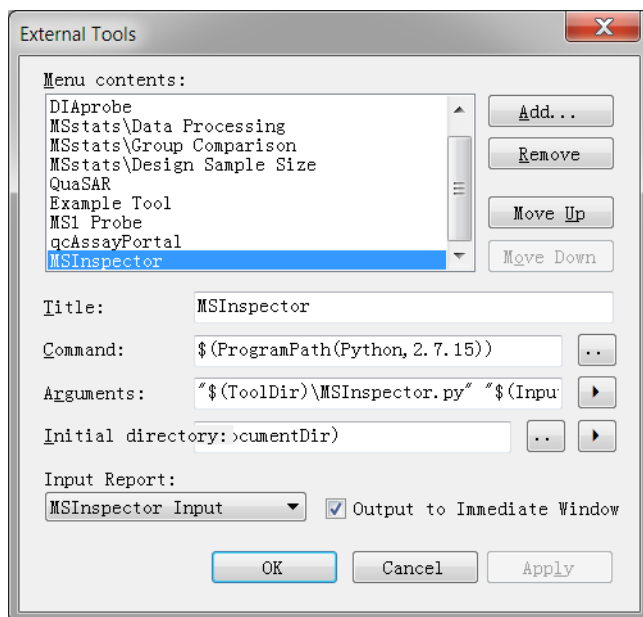 External Tools
Menu contents:
DIAprobe
MSstats\Data Processing
MSstats\Group Comparison
MSstats\Design Sample Size
QuaSAR
Example Tool
MS1 Probe
qcAssayPortal
MSInspector
Add...
Remove
Move Up
Move Down
Title: MSInspector
Command: $(ProgramPath(Python,2.7.15)) ..
Arguments: "$(ToolDir)\MSInspector.py" "$(Inpu
Initial directory: ocumentDir) ..
Input Report:
MSInspector Input Output to Immediate Window
OK Cancel Apply